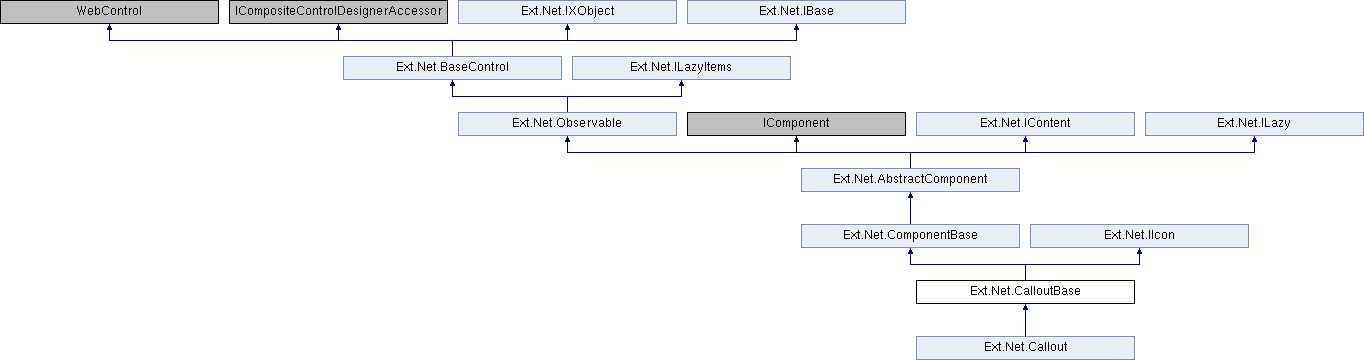 WebControl
ICompositeControlDesignerAccessor
Ext.Net.IXObject
Ext.Net.IBase
Ext.Net.BaseControl
Ext.Net.ILazyItems
Ext.Net.Observable
IComponent
Ext.Net.IContent
Ext.Net.ILazy
Ext.Net.AbstractComponent
Ext.Net.ComponentBase
Ext.Net.IIcon
Ext.Net.CalloutBase
Ext.Net.Callout